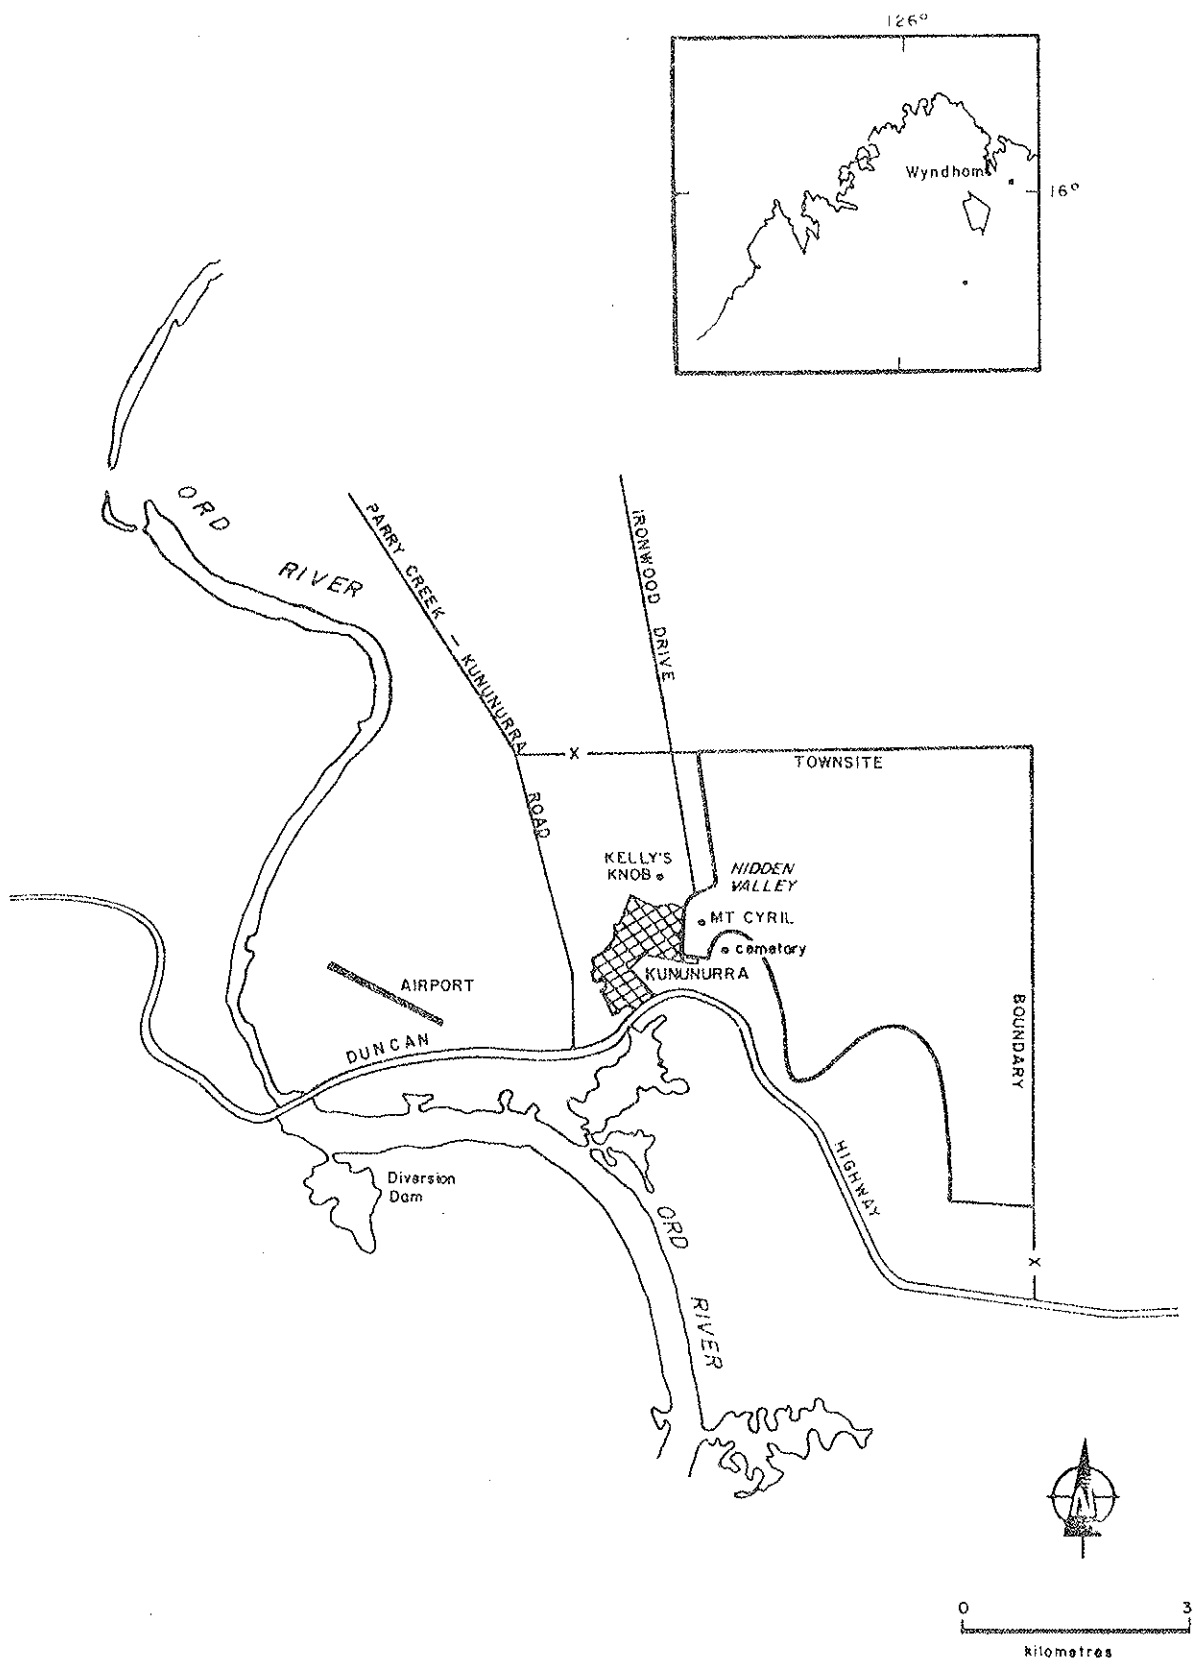 126°
Wyndham
16°
ORD
RIVER
PARRY CREEK – KUNUNURRA
ROAD
IRONWOOD DRIVE
X
TOWNSITE
KELLY'S
KNOB
HIDDEN
VALLEY
MT CYRIL
cemetary
KUNUNURRA
AIRPORT
BOUNDARY
DUNCAN
HIGHWAY
Diversion
Dam
ORD
RIVER
X
0 3
kilometres